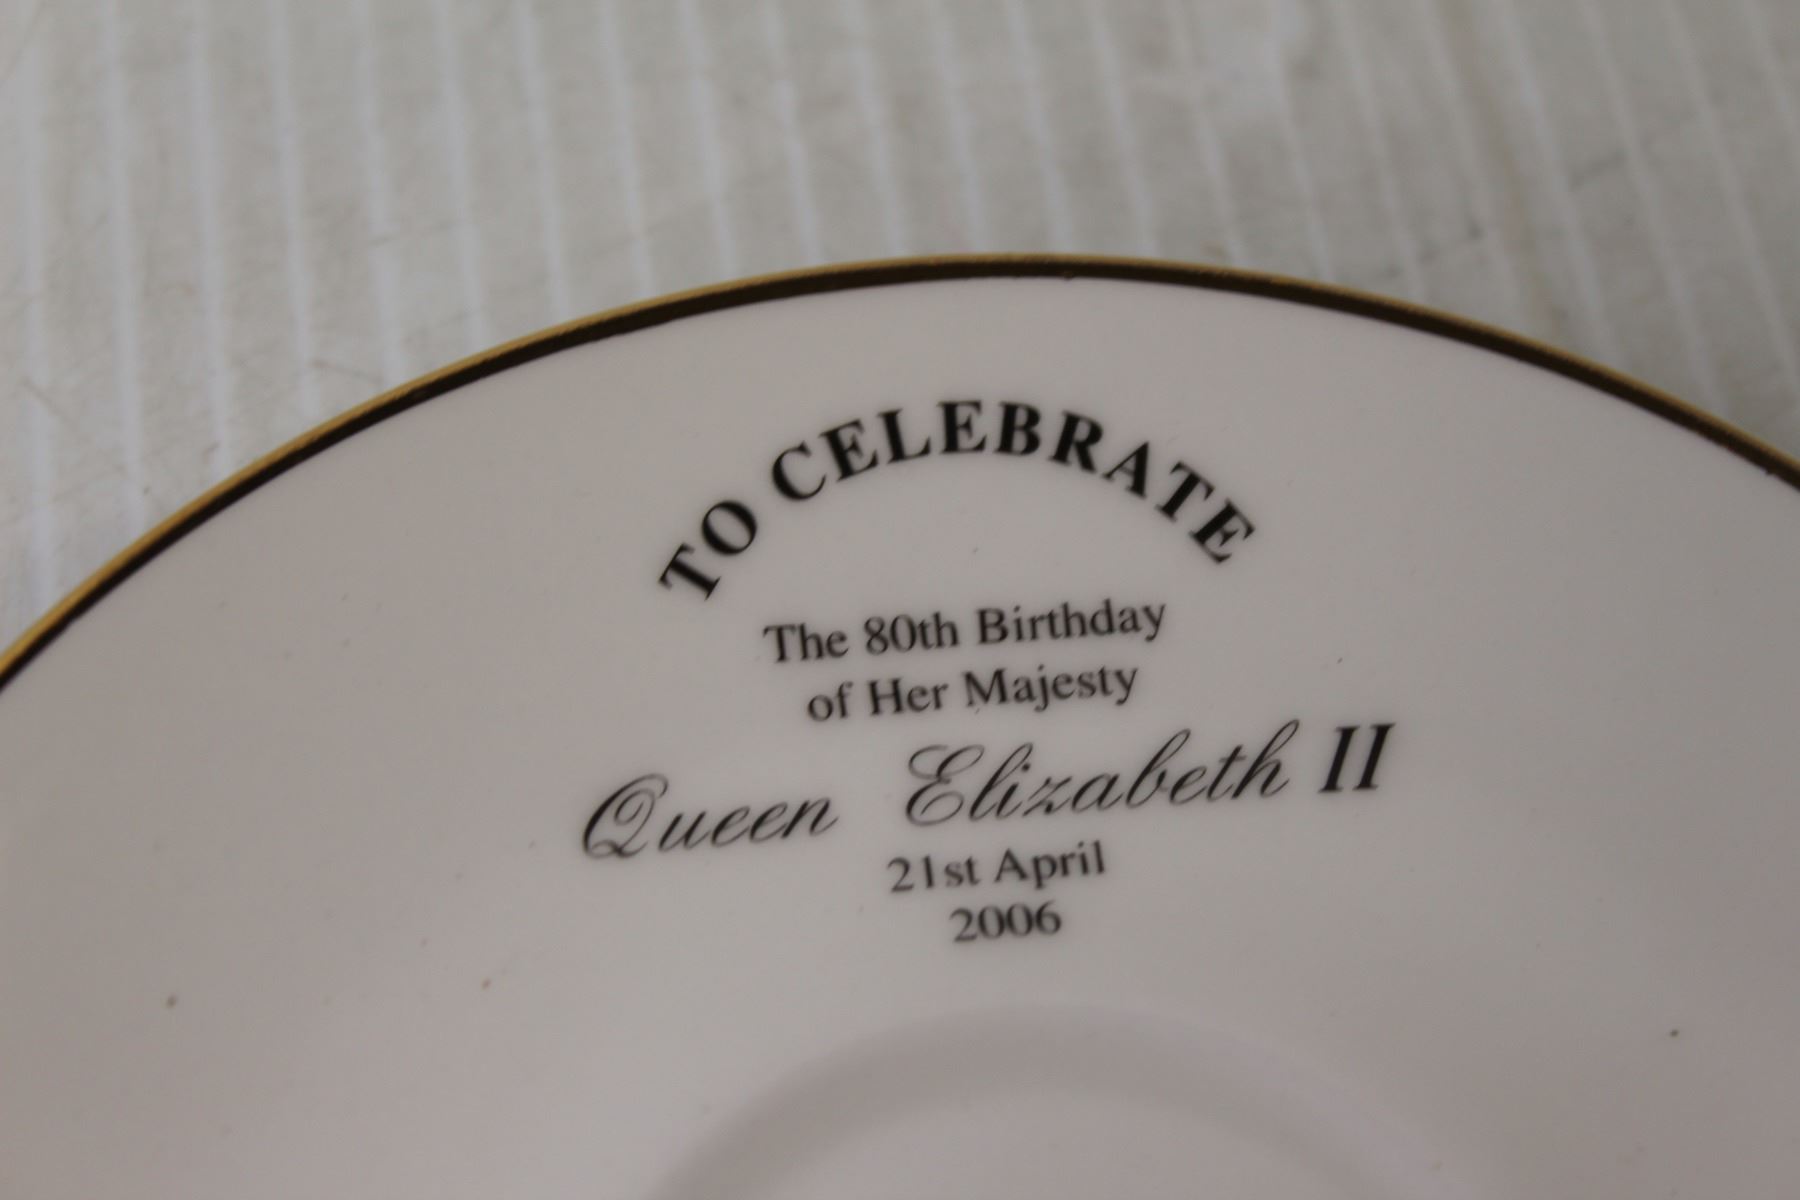 TO CELEBRATE
The 80th Birthday
of Her Majesty
Queen Elizabeth II
21st April
2006